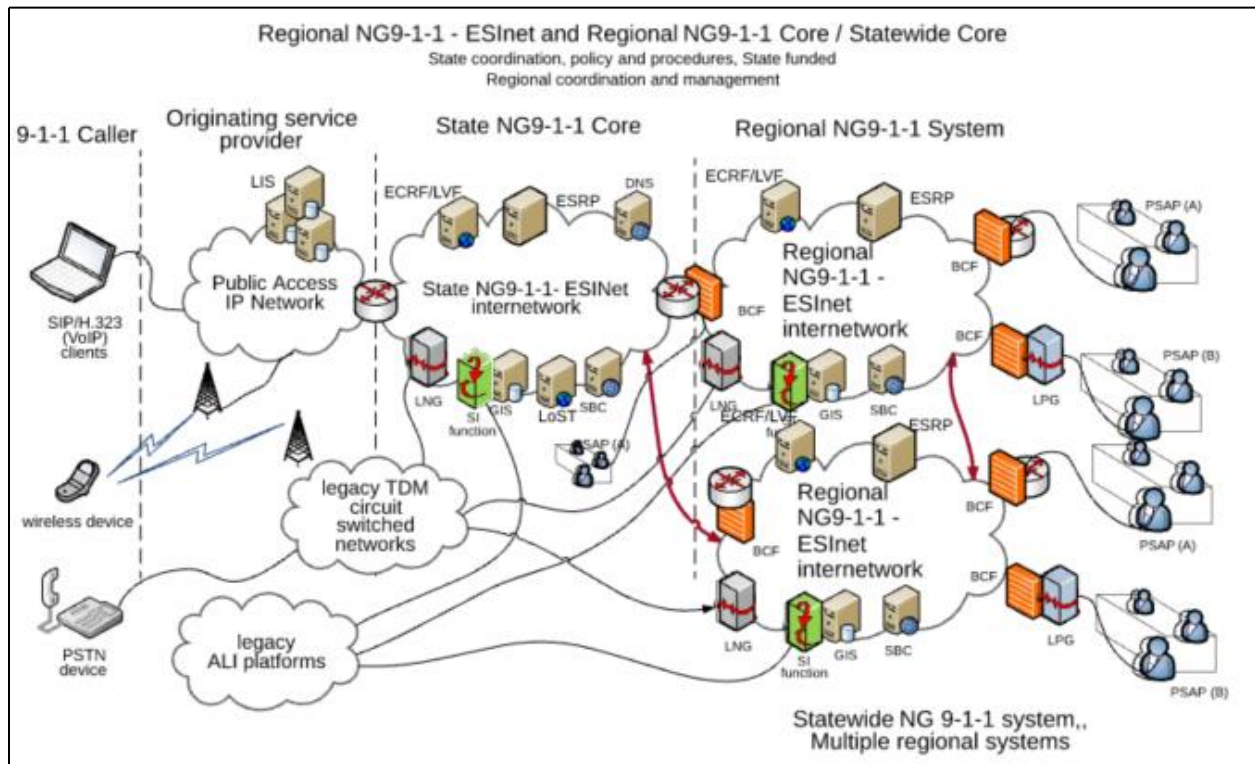 Regional NG9-1-1 - ESInet and Regional NG9-1-1 Core / Statewide Core
State coordination, policy and procedures, State funded
Regional coordination and management
9-1-1 Caller
Originating service
provider
State NG9-1-1 Core
Regional NG9-1-1 System
LIS
ECRF/LVF
ESRP
DNS
ECRF/LVF
ESRP
PSAP (A)
Public Access
IP Network
State NG9-1-1- ESINet
internetwork
Regional
NG9-1-1 -
ESInet
internetwork
BCF
BCF
BCF
SIP/H.323
(VoIP)
clients
LNG
SI
function
GIS
LoST
SBC
LNG
GIS
SBC
LPG
PSAP (B)
PSAP (A)
ECRF/LVF
ESRP
wireless device
legacy TDM
circuit
switched
networks
Regional
NG9-1-1 -
ESInet
internetwork
BCF
BCF
BCF
PSAP (A)
PSTN
device
legacy
ALI platforms
LNG
SI
function
GIS
SBC
LPG
PSAP (B)
Statewide NG 9-1-1 system,,
Multiple regional systems